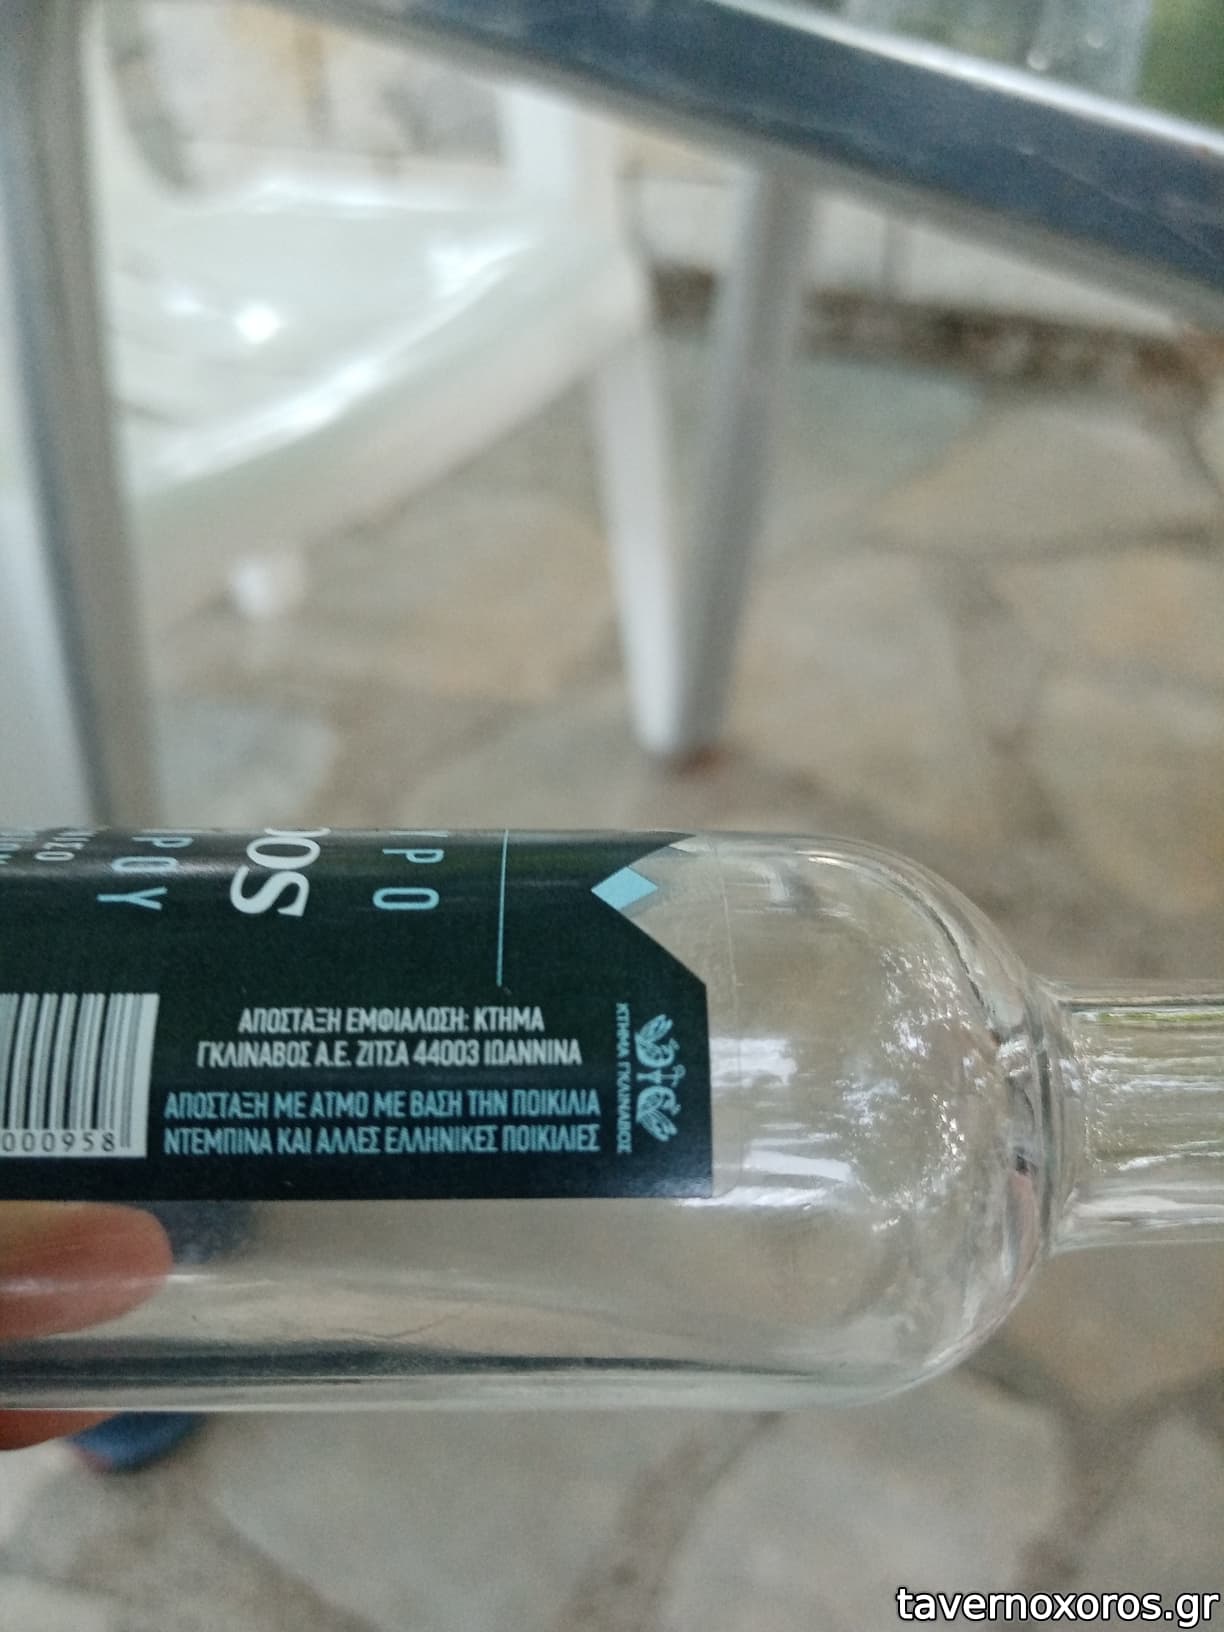 ΑΠΟΣΤΑΞΗ ΕΜΦΙΑΛΩΣΗ: ΚΤΗΜΑ
ΓΚΛΙΝΑΒΟΣ Α.Ε. ΖΙΤΣΑ 44003 ΙΩΑΝΝΙΝΑ
ΑΠΟΣΤΑΞΗ ΜΕ ΑΤΜΟ ΜΕ ΒΑΣΗ ΤΗΝ ΠΟΙΚΙΛΙΑ
ΝΤΕΜΠΙΝΑ ΚΑΙ ΑΛΛΕΣ ΕΛΛΗΝΙΚΕΣ ΠΟΙΚΙΛΙΕΣ
ΚΤΗΜΑ ΓΚΛΙΝΑΒΟΣ
000958
tavernoxoros.gr